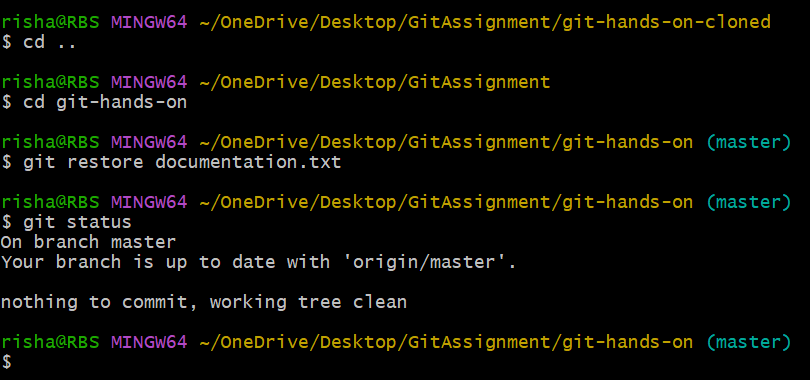 risha@RBS MINGW64 ~/OneDrive/Desktop/GitAssignment/git-hands-on-cloned
$ cd ..
risha@RBS MINGW64 ~/OneDrive/Desktop/GitAssignment
$ cd git-hands-on
risha@RBS MINGW64 ~/OneDrive/Desktop/GitAssignment/git-hands-on (master)
$ git restore documentation.txt
risha@RBS MINGW64 ~/OneDrive/Desktop/GitAssignment/git-hands-on (master)
$ git status
On branch master
Your branch is up to date with 'origin/master'.
nothing to commit, working tree clean
risha@RBS MINGW64 ~/OneDrive/Desktop/GitAssignment/git-hands-on (master)
$